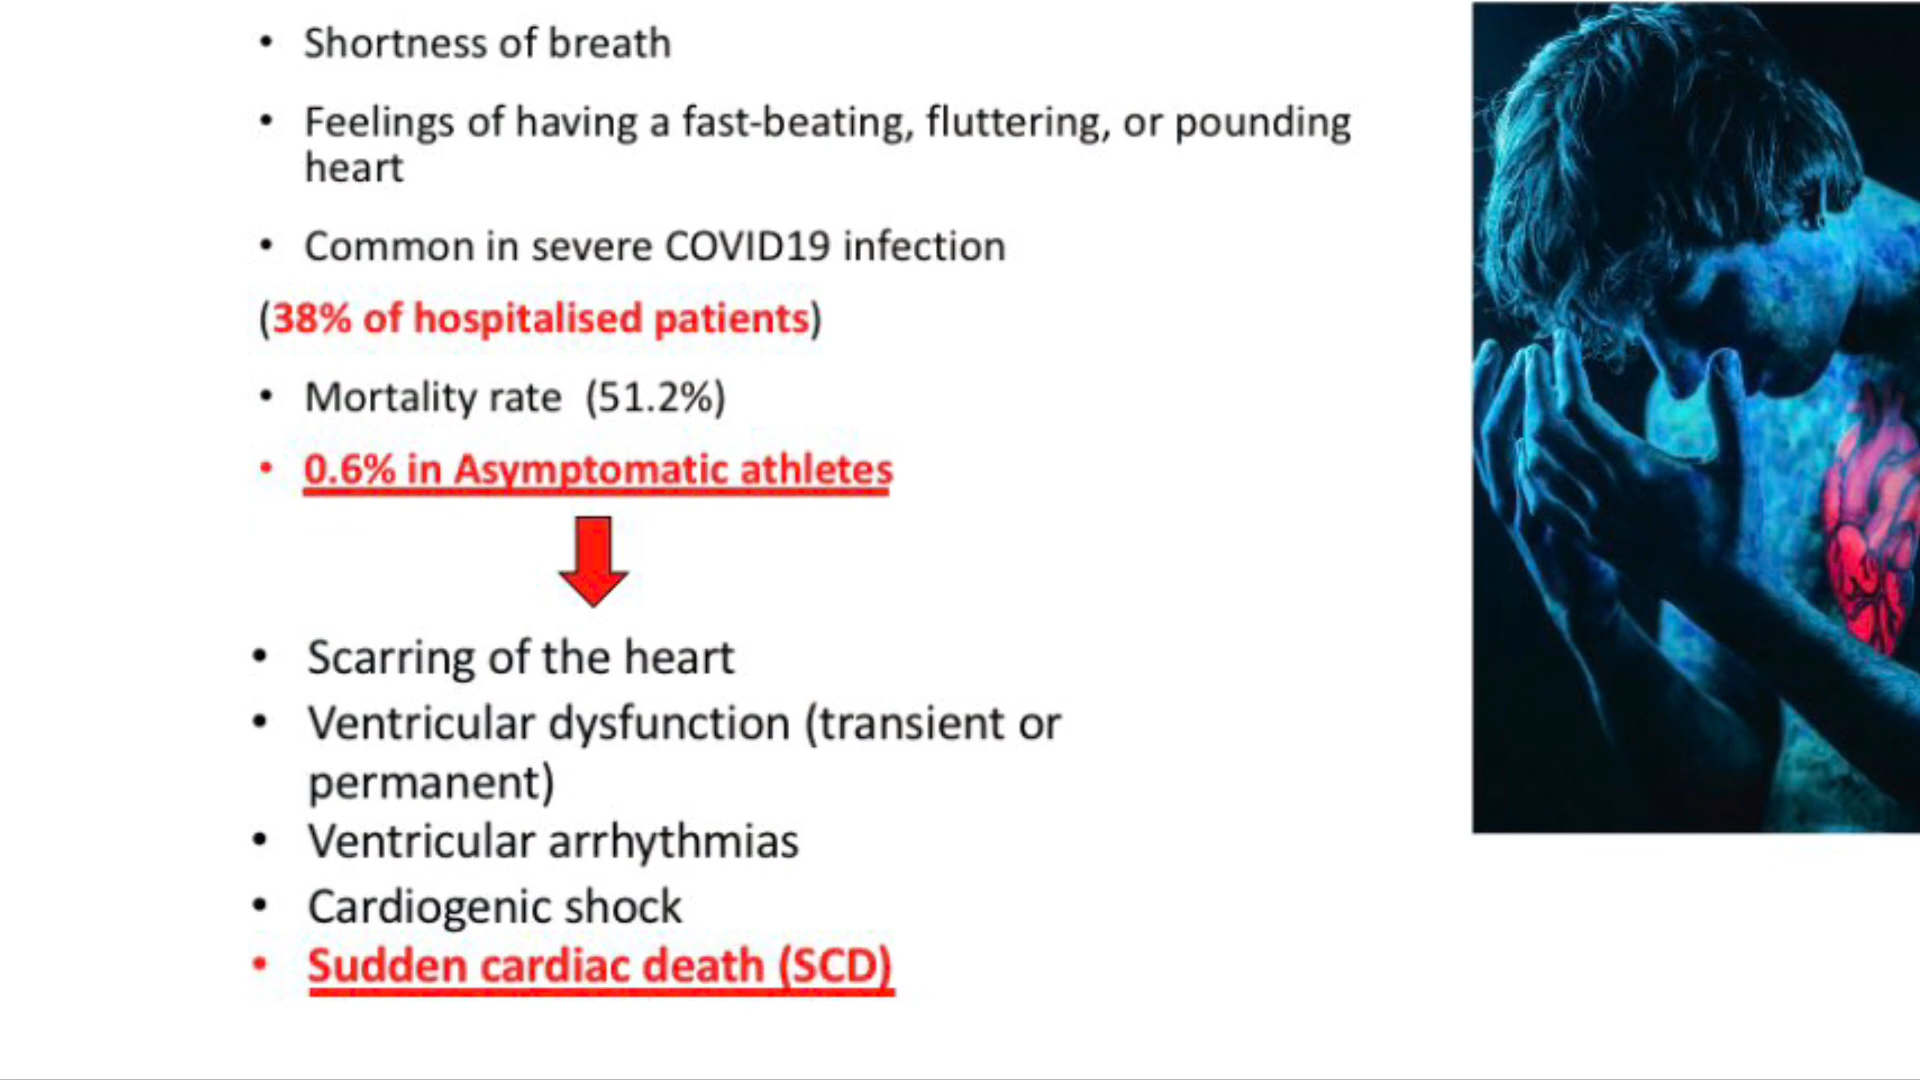 • Shortness of breath
• Feelings of having a fast-beating, fluttering, or pounding
heart
• Common in severe COVID19 infection
(38% of hospitalised patients)
• Mortality rate (51.2%)
• 0.6% in Asymptomatic athletes
• Scarring of the heart
• Ventricular dysfunction (transient or
permanent)
• Ventricular arrhythmias
• Cardiogenic shock
• Sudden cardiac death (SCD)